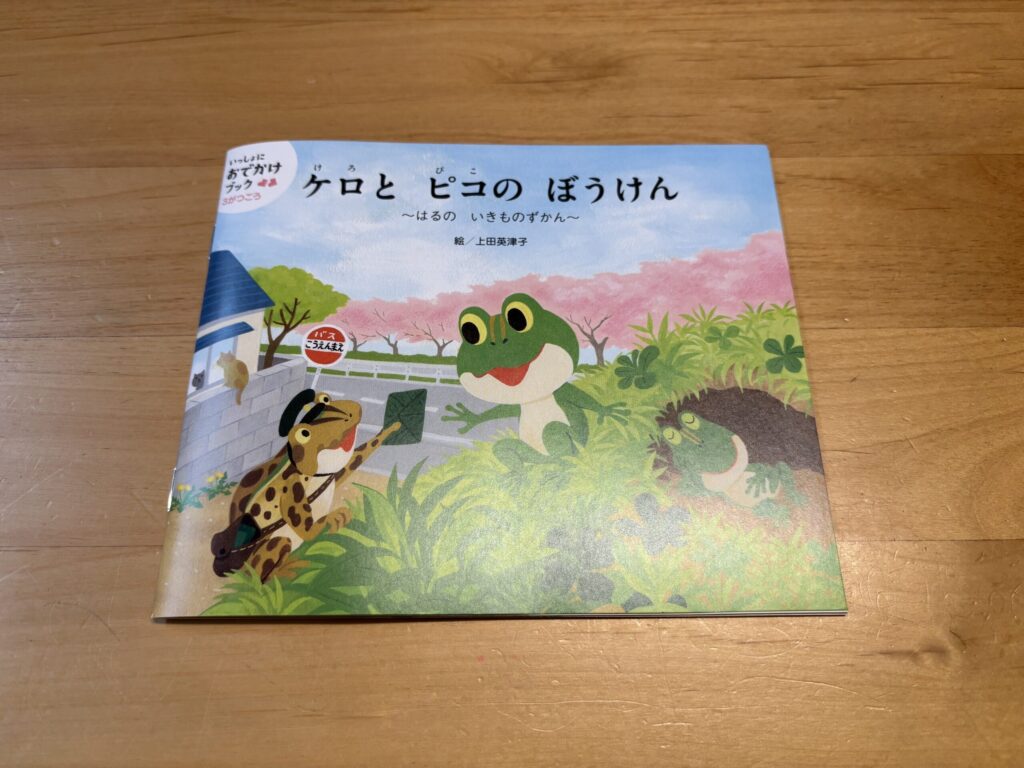 いっしょに
おでかけ
ブック
3がつごう
けろ ぴこ
ケロと ピコの ぼうけん
～はるの いきものずかん～
絵／上田英津子
バス
こうえんまえ